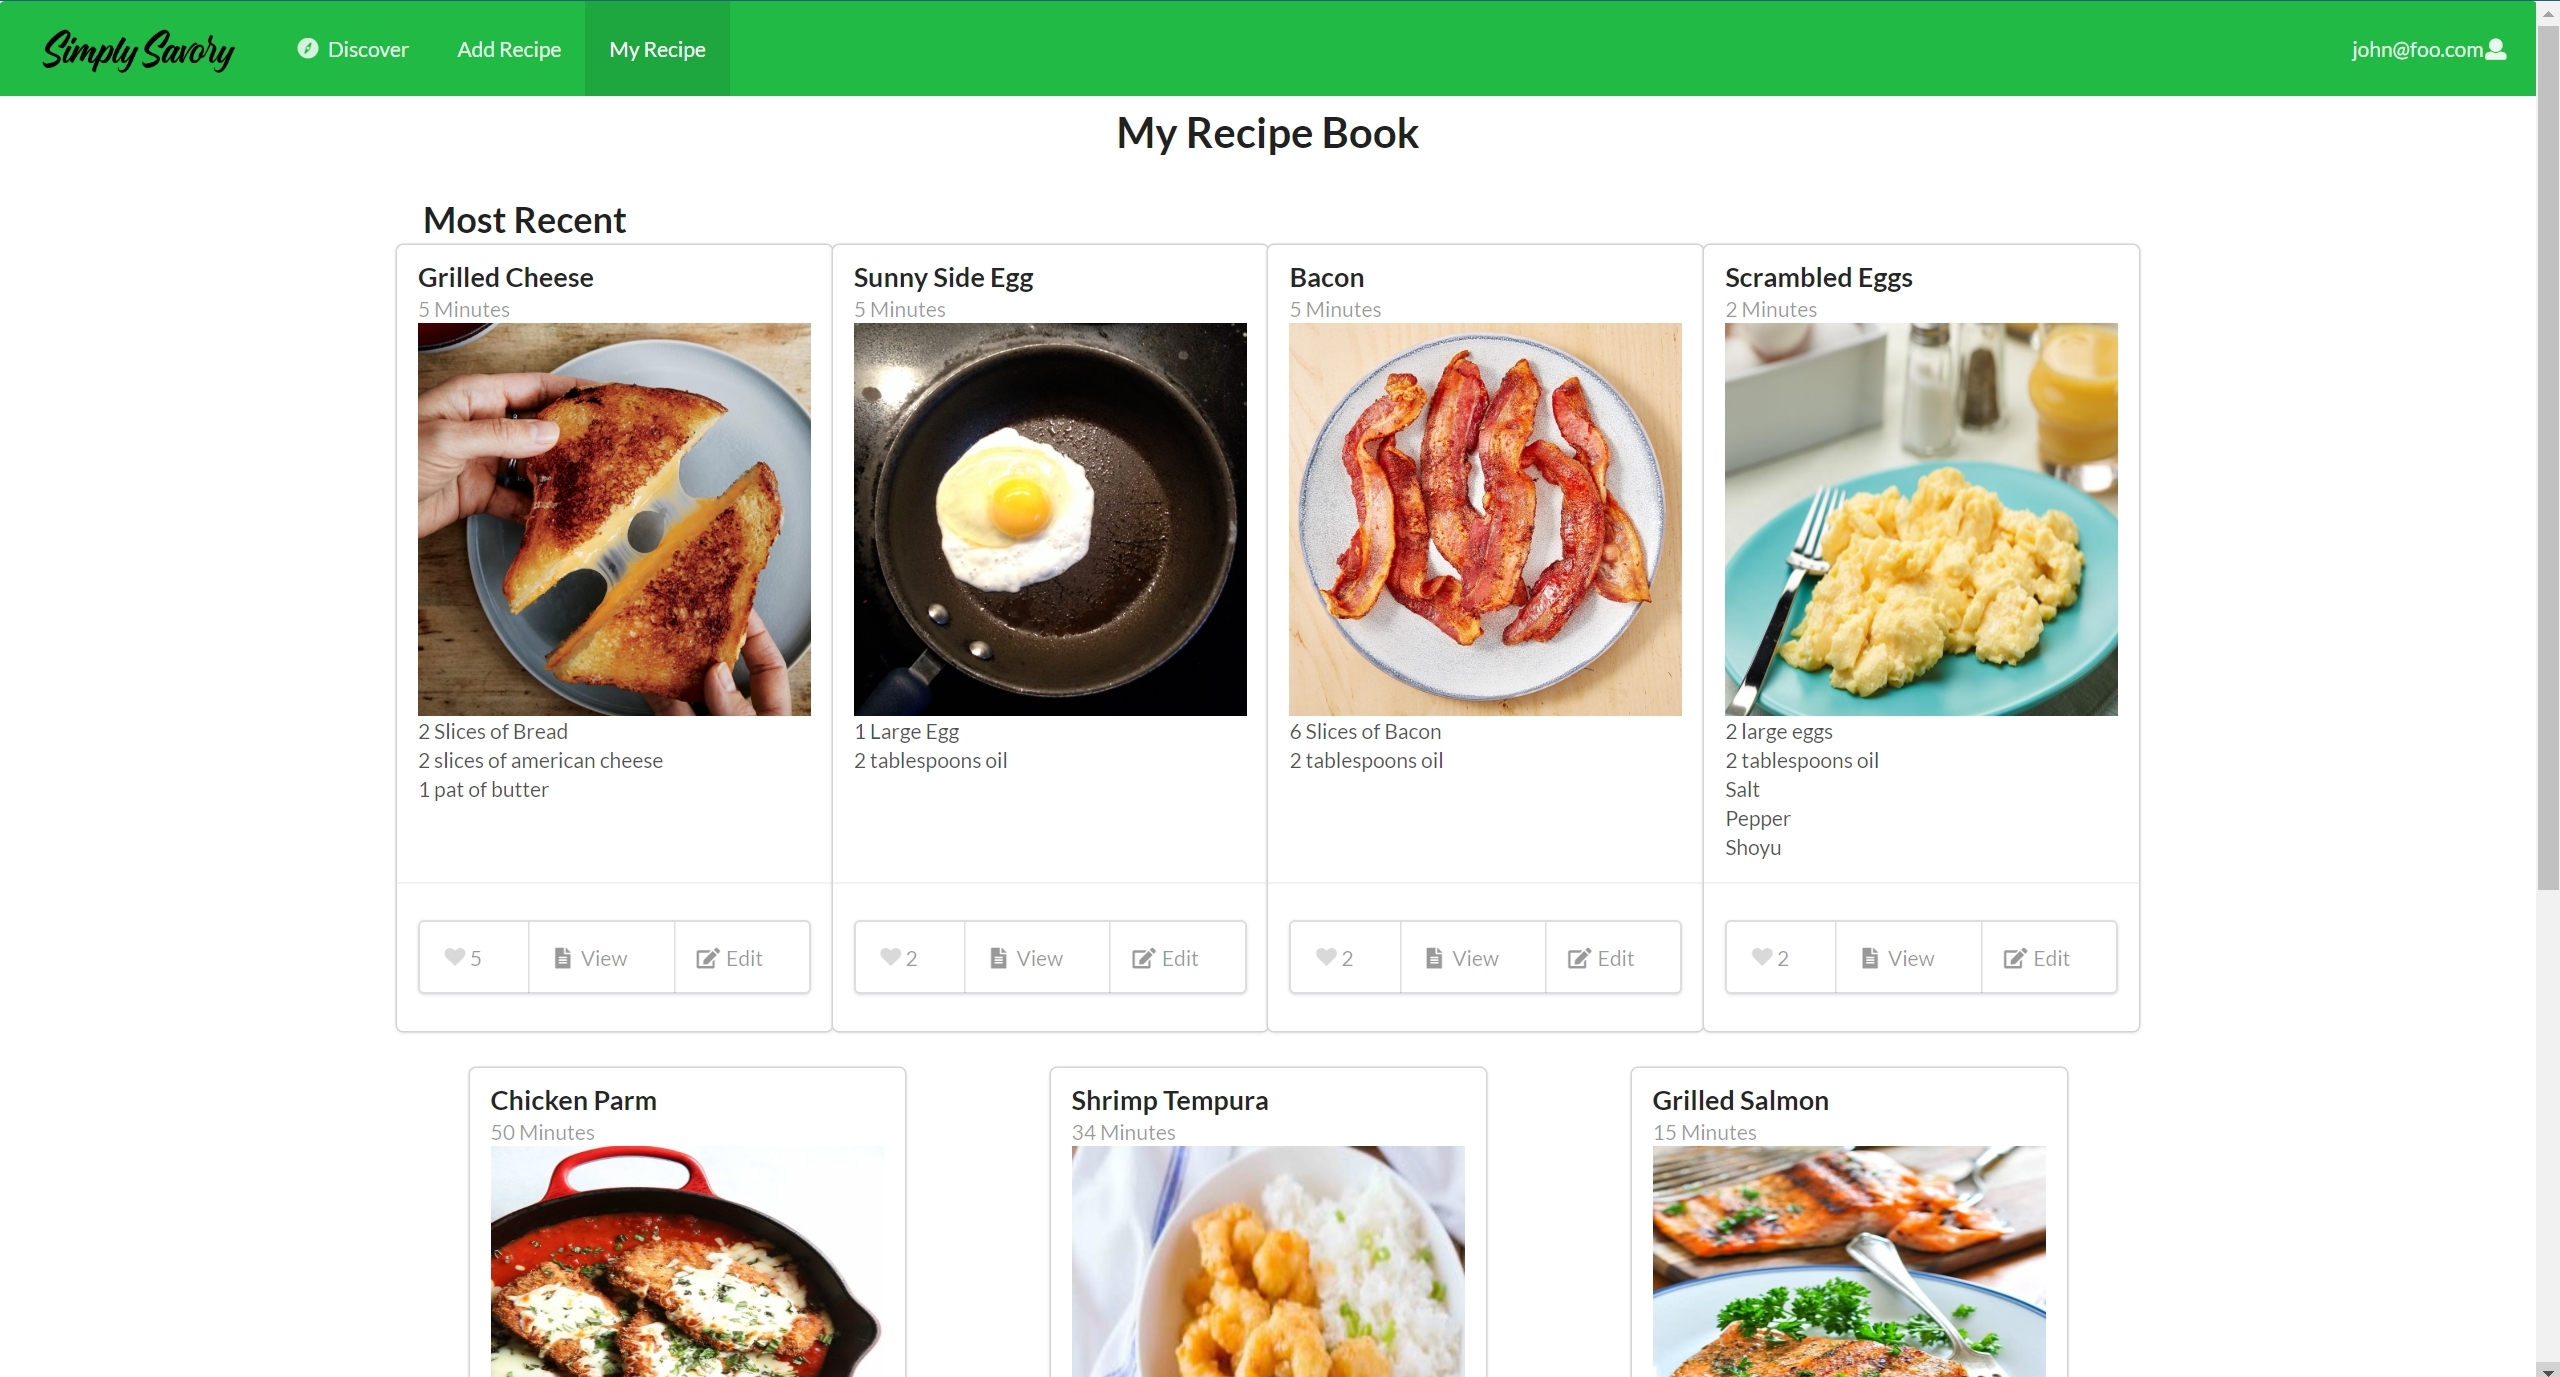 Simply Savory
Discover
Add Recipe
My Recipe
john@foo.com
My Recipe Book
Most Recent
Grilled Cheese
5 Minutes
2 Slices of Bread
2 slices of american cheese
1 pat of butter
5
View
Edit
Sunny Side Egg
5 Minutes
1 Large Egg
2 tablespoons oil
2
View
Edit
Bacon
5 Minutes
6 Slices of Bacon
2 tablespoons oil
2
View
Edit
Scrambled Eggs
2 Minutes
2 large eggs
2 tablespoons oil
Salt
Pepper
Shoyu
2
View
Edit
Chicken Parm
50 Minutes
Shrimp Tempura
34 Minutes
Grilled Salmon
15 Minutes